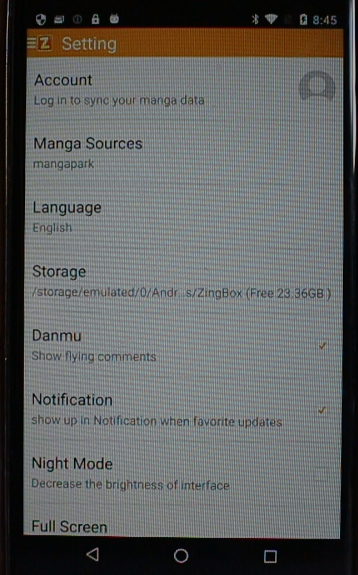 8:45
Z Setting
Account
Log in to sync your manga data
Manga Sources
mangapark
Language
English
Storage
/storage/emulated/0/Andr...s/ZingBox (Free 23.36GB )
Danmu
Show flying comments
Notification
show up in Notification when favorite updates
Night Mode
Decrease the brightness of interface
Full Screen